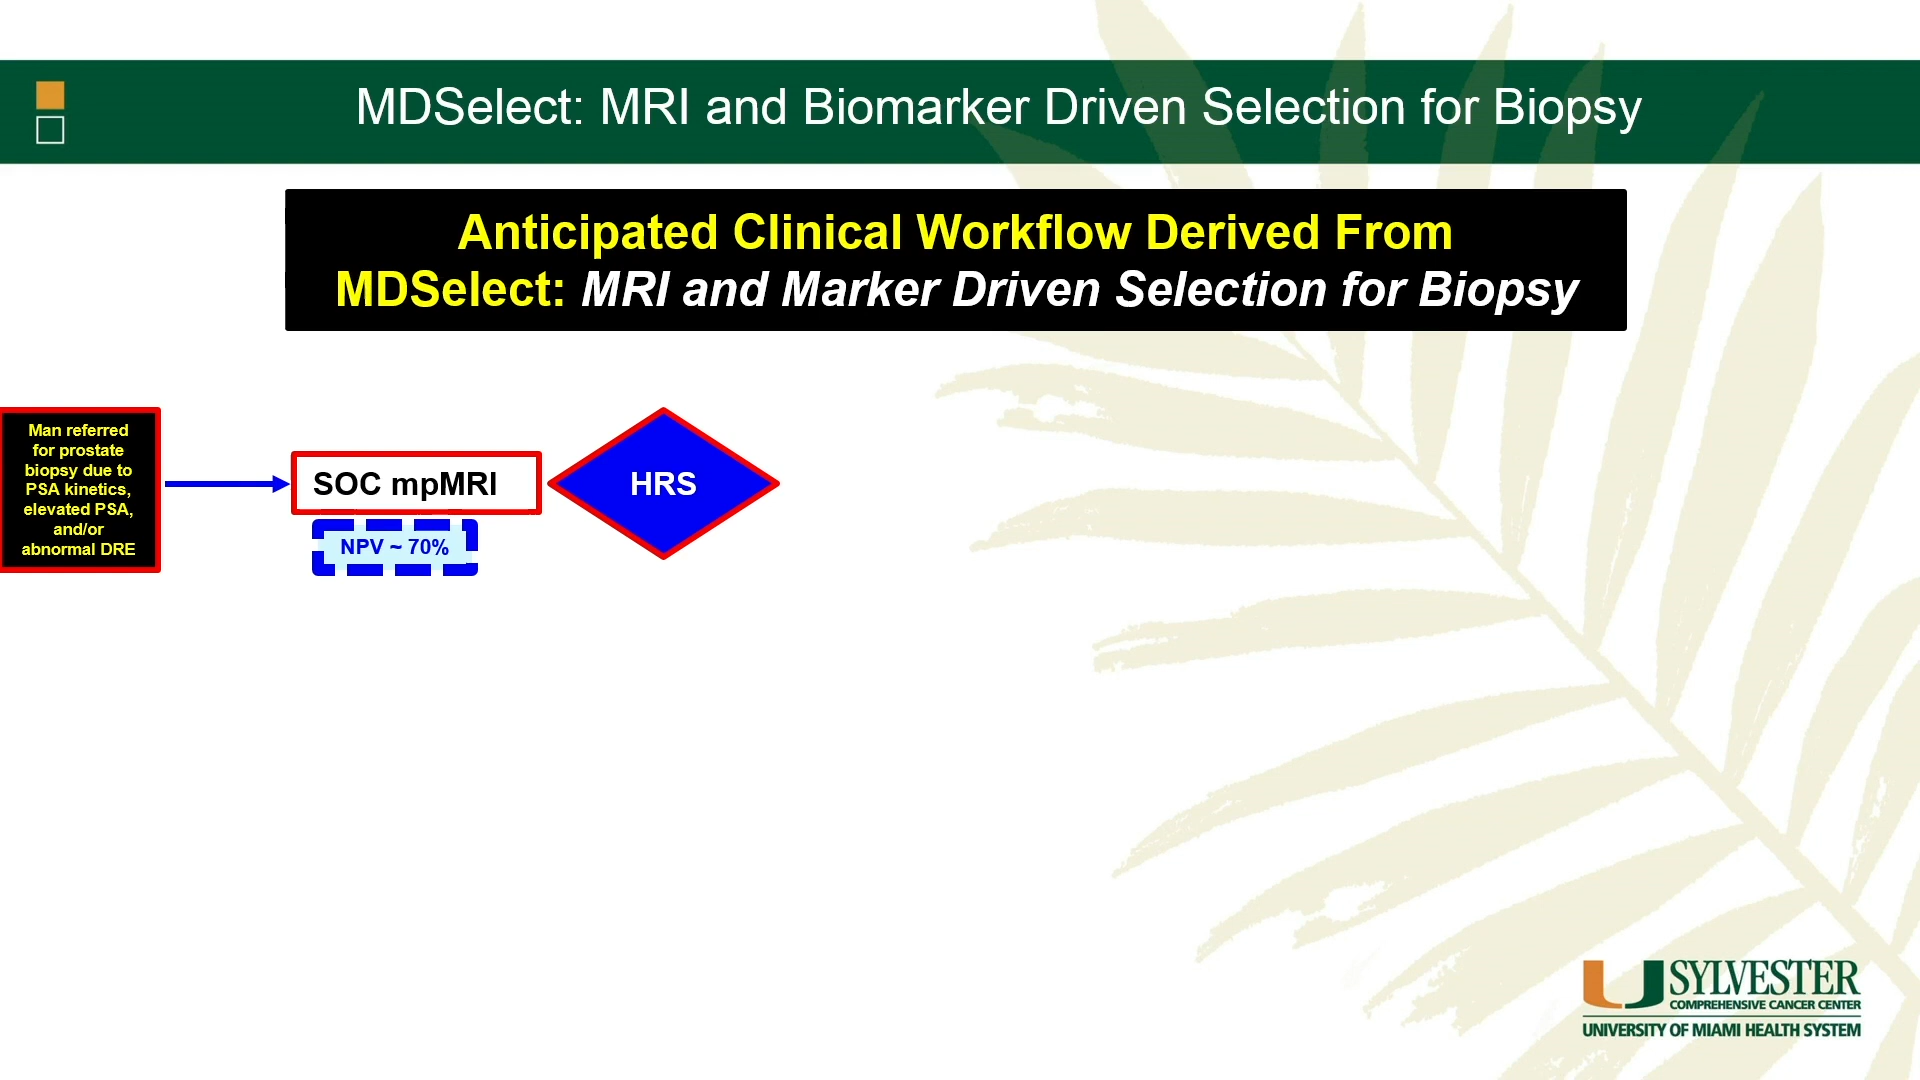 MDSelect: MRI and Biomarker Driven Selection for Biopsy
Anticipated Clinical Workflow Derived From
MDSelect: MRI and Marker Driven Selection for Biopsy
Man referred
for prostate
biopsy due to
PSA kinetics,
elevated PSA,
and/or
abnormal DRE
SOC mpMRI
NPV ~ 70%
HRS
SYLVESTER
COMPREHENSIVE CANCER CENTER
UNIVERSITY OF MIAMI HEALTH SYSTEM